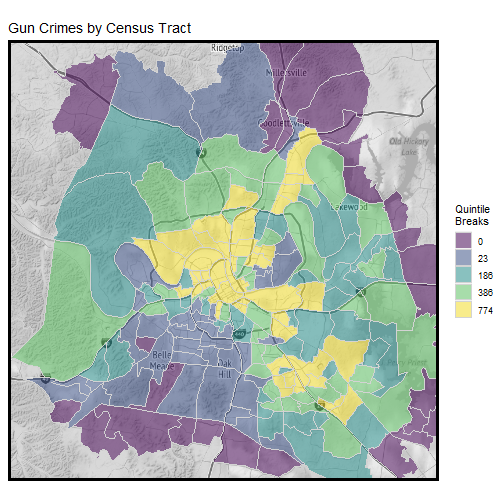 Gun Crimes by Census Tract
Ridgetop
Millersville
Goodlettsville
Old Hickory
Lake
Lakewood
Belle
Meade
Oak
Hill
Quintile
Breaks
0
23
186
386
774